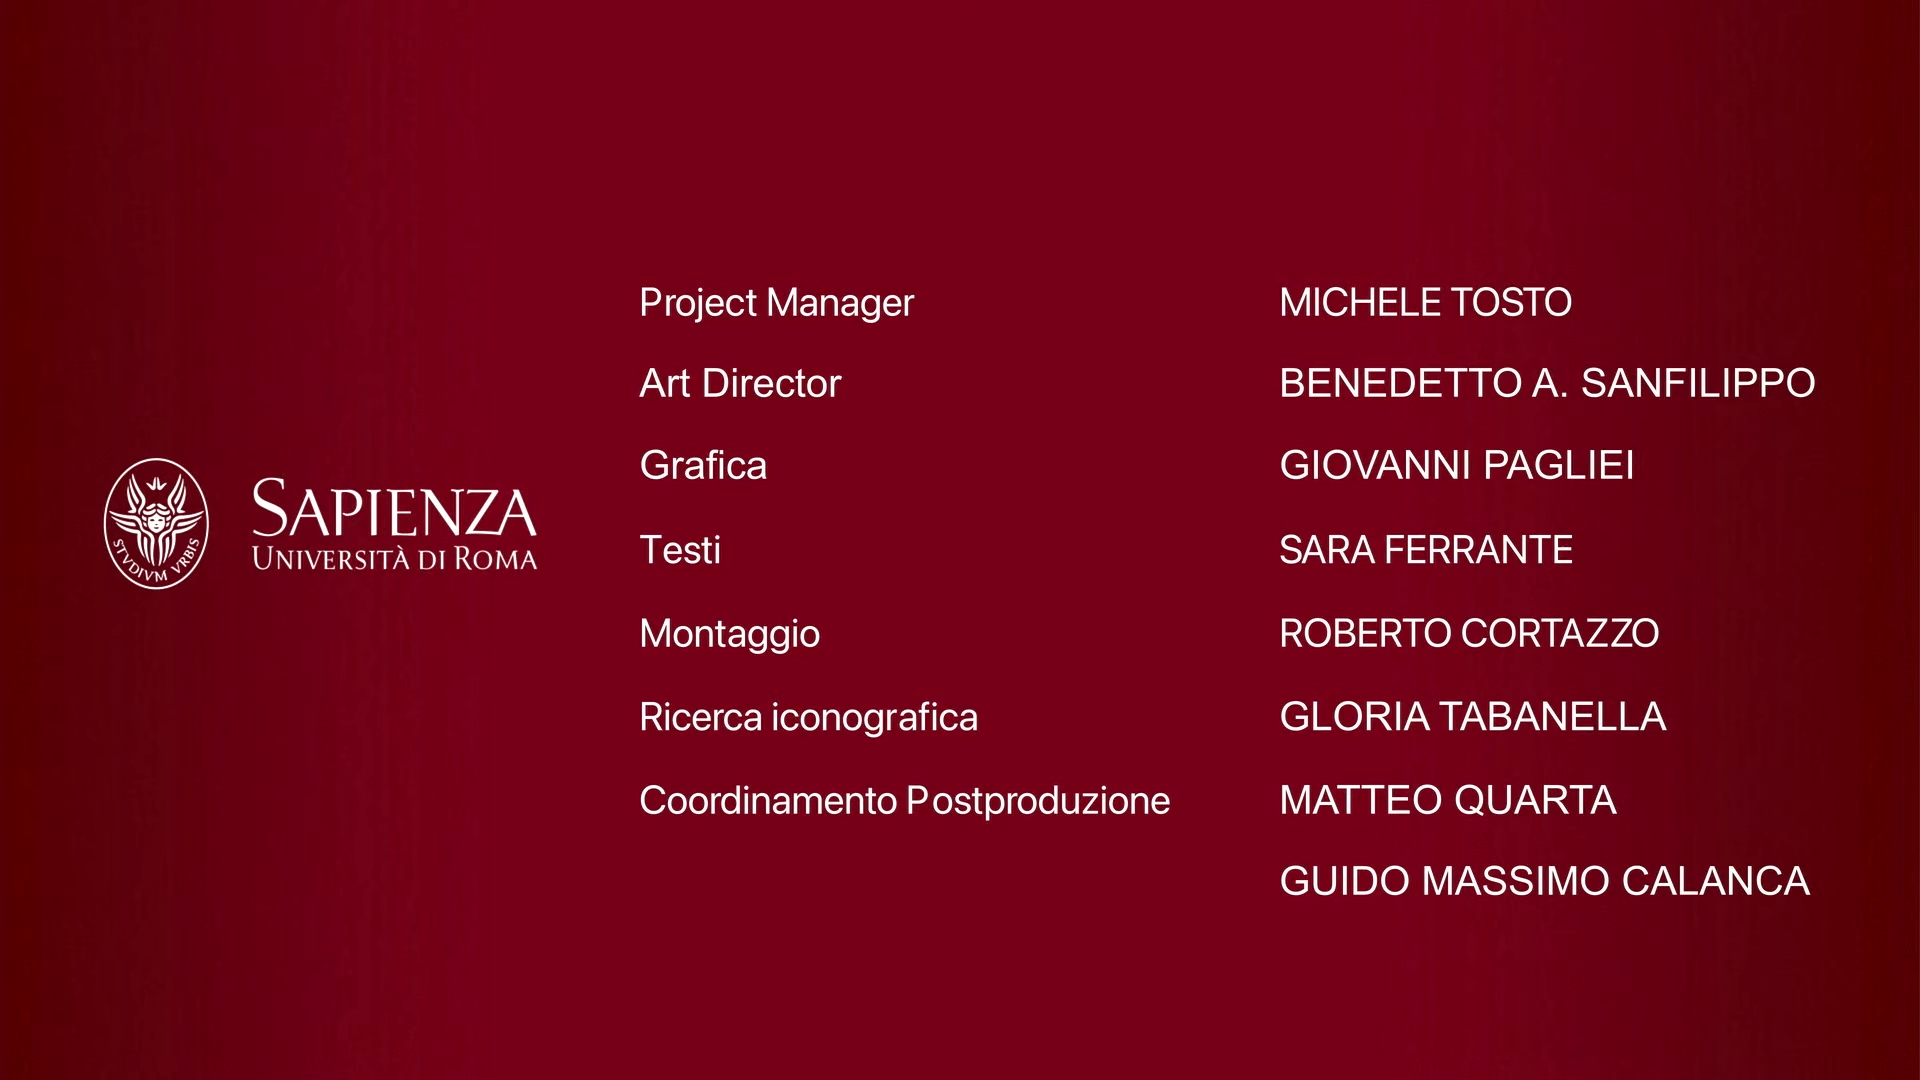 STVDIVM VRBIS
SAPIENZA
UNIVERSITÀ DI ROMA
Project Manager MICHELE TOSTO
Art Director BENEDETTO A. SANFILIPPO
Grafica GIOVANNI PAGLIEI
Testi SARA FERRANTE
Montaggio ROBERTO CORTAZZO
Ricerca iconografica GLORIA TABANELLA
Coordinamento Postproduzione MATTEO QUARTA
GUIDO MASSIMO CALANCA